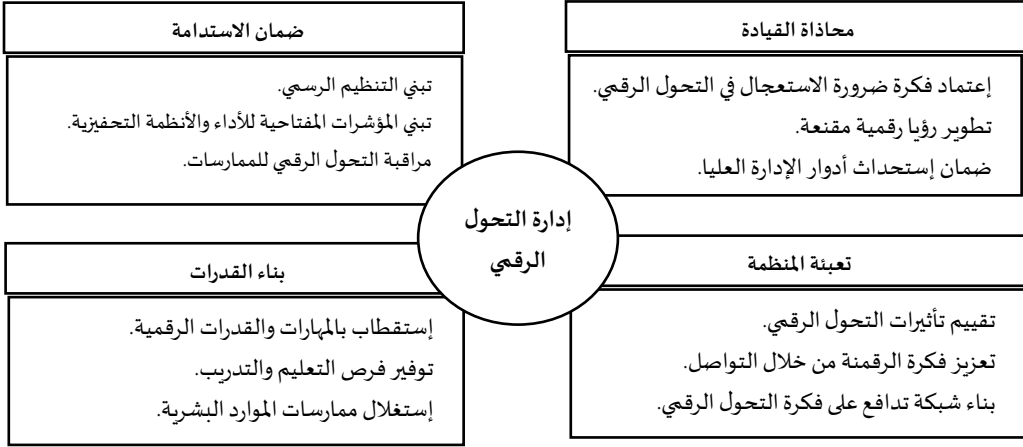 محاذاة القيادة
إعتماد فكرة ضرورة الاستعجال في التحول الرقمي.
تطوير رؤيا رقمية مقنعة.
ضمان إستحداث أدوار الإدارة العليا.
ضمان الاستدامة
تبني التنظيم الرسمي.
تبني المؤشرات المفتاحية للأداء والأنظمة التحفيزية.
مراقبة التحول الرقمي للممارسات.
إدارة التحول
الرقمي
تعبئة المنظمة
تقييم تأثيرات التحول الرقمي.
تعزيز فكرة الرقمنة من خلال التواصل.
بناء شبكة تدافع على فكرة التحول الرقمي.
بناء القدرات
إستقطاب بالمهارات والقدرات الرقمية.
توفير فرص التعليم والتدريب.
إستغلال ممارسات الموارد البشرية.